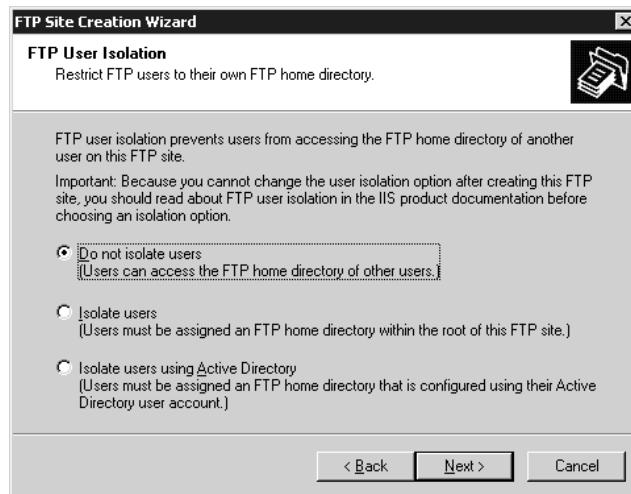 FTP Site Creation Wizard
FTP User Isolation
Restrict FTP users to their own FTP home directory.
FTP user isolation prevents users from accessing the FTP home directory of another
user on this FTP site.
Important: Because you cannot change the user isolation option after creating this FTP
site, you should read about FTP user isolation in the IIS product documentation before
choosing an isolation option.
Do not isolate users
(Users can access the FTP home directory of other users.)
Isolate users
(Users must be assigned an FTP home directory within the root of this FTP site.)
Isolate users using Active Directory
(Users must be assigned an FTP home directory that is configured using their Active
Directory user account.)
< Back
Next >
Cancel